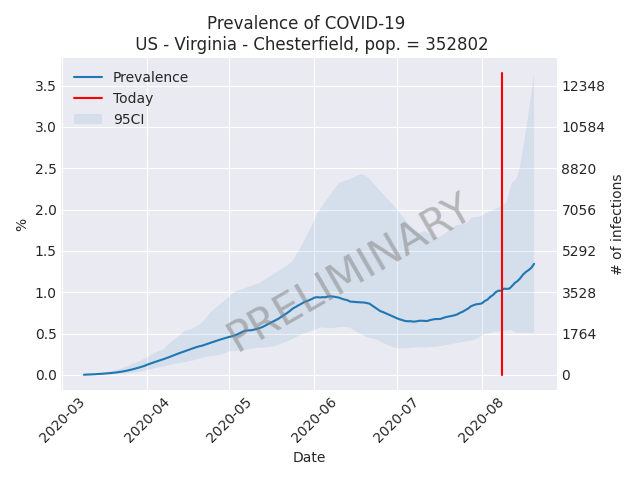 Prevalence of COVID-19
US - Virginia - Chesterfield, pop. = 352802
Prevalence
Today
95CI
PRELIMINARY
%
3.5
3.0
2.5
2.0
1.5
1.0
0.5
0.0
12348
10584
8820
7056
5292
3528
1764
0
# of infections
2020-03
2020-04
2020-05
2020-06
2020-07
2020-08
Date